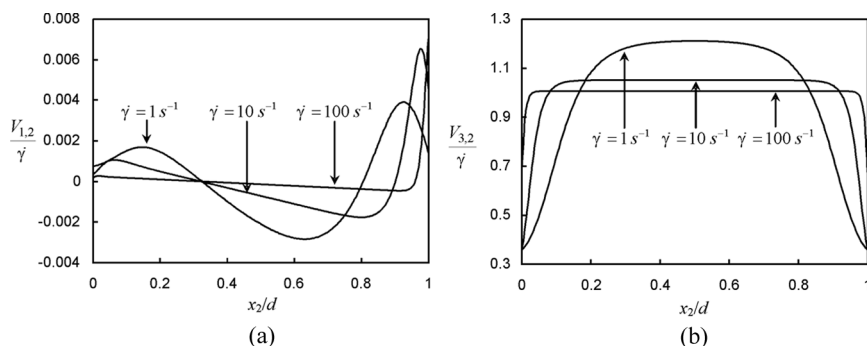 0.008
0.006
0.004
0.002
0
-0.002
-0.004
V1,2
γ̇
γ̇ = 1 s⁻¹
γ̇ = 10 s⁻¹
γ̇ = 100 s⁻¹
0 0.2 0.4 0.6 0.8 1
x2/d
(a)
1.3
1.1
0.9
0.7
0.5
0.3
V3,2
γ̇
γ̇ = 1 s⁻¹
γ̇ = 10 s⁻¹
γ̇ = 100 s⁻¹
0 0.2 0.4 0.6 0.8 1
x2/d
(b)